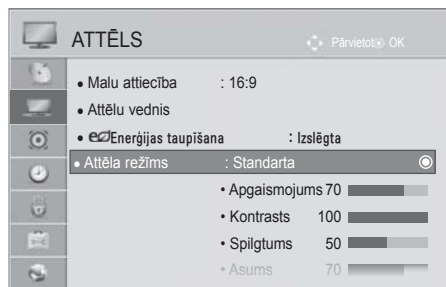 ATTĒLS
Pārvietot OK
• Malu attiecība : 16:9
• Attēlu vednis
• Enerģijas taupīšana : Izslēgta
• Attēla režīms : Standarta
• Apgaismojums 70
• Kontrasts 100
• Spilgtums 50
• Asums 70